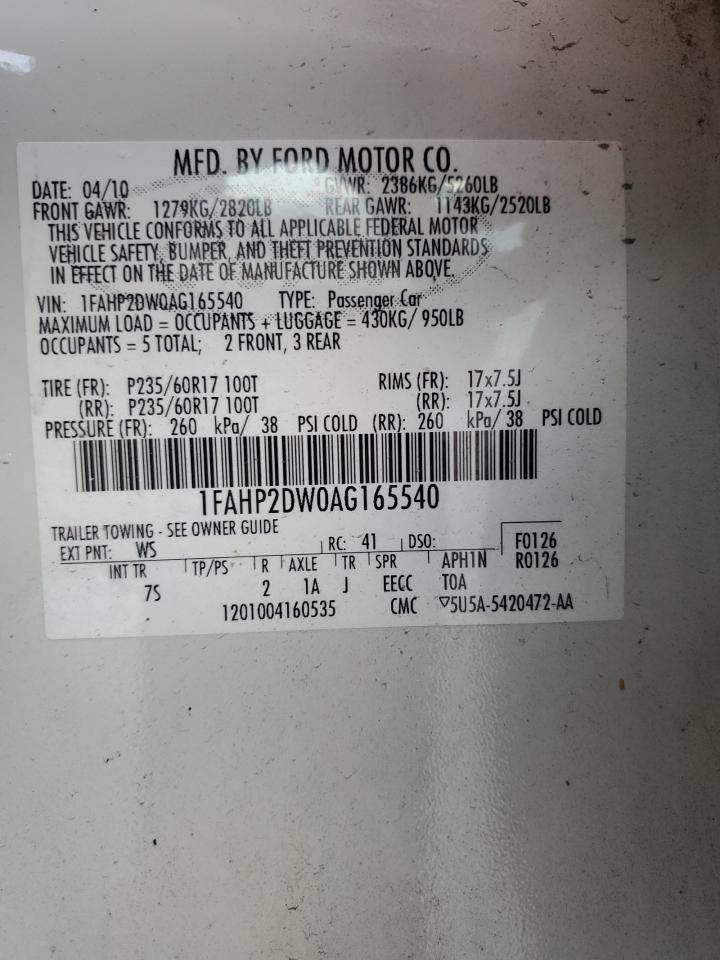 MFD. BY FORD MOTOR CO.
DATE: 04/10 GVWR: 2386KG/5260LB
FRONT GAWR: 1279KG/2820LB REAR GAWR: 1143KG/2520LB
THIS VEHICLE CONFORMS TO ALL APPLICABLE FEDERAL MOTOR
VEHICLE SAFETY, BUMPER, AND THEFT PREVENTION STANDARDS
IN EFFECT ON THE DATE OF MANUFACTURE SHOWN ABOVE.
VIN: 1FAHP2DW0AG165540 TYPE: Passenger Car
MAXIMUM LOAD = OCCUPANTS + LUGGAGE = 430KG/ 950LB
OCCUPANTS = 5 TOTAL; 2 FRONT, 3 REAR
TIRE (FR): P235/60R17 100T RIMS (FR): 17x7.5J
(RR): P235/60R17 100T (RR): 17x7.5J
PRESSURE (FR): 260 kPa/ 38 PSI COLD (RR): 260 kPa/ 38 PSI COLD
1FAHP2DW0AG165540
TRAILER TOWING - SEE OWNER GUIDE
EXT PNT: WS RC: 41 DSO: F0126
INT TR TP/PS R AXLE TR SPR APH1N R0126
7S 2 1A J EECC TOA
1201004160535 CMC ▽5U5A-5420472-AA